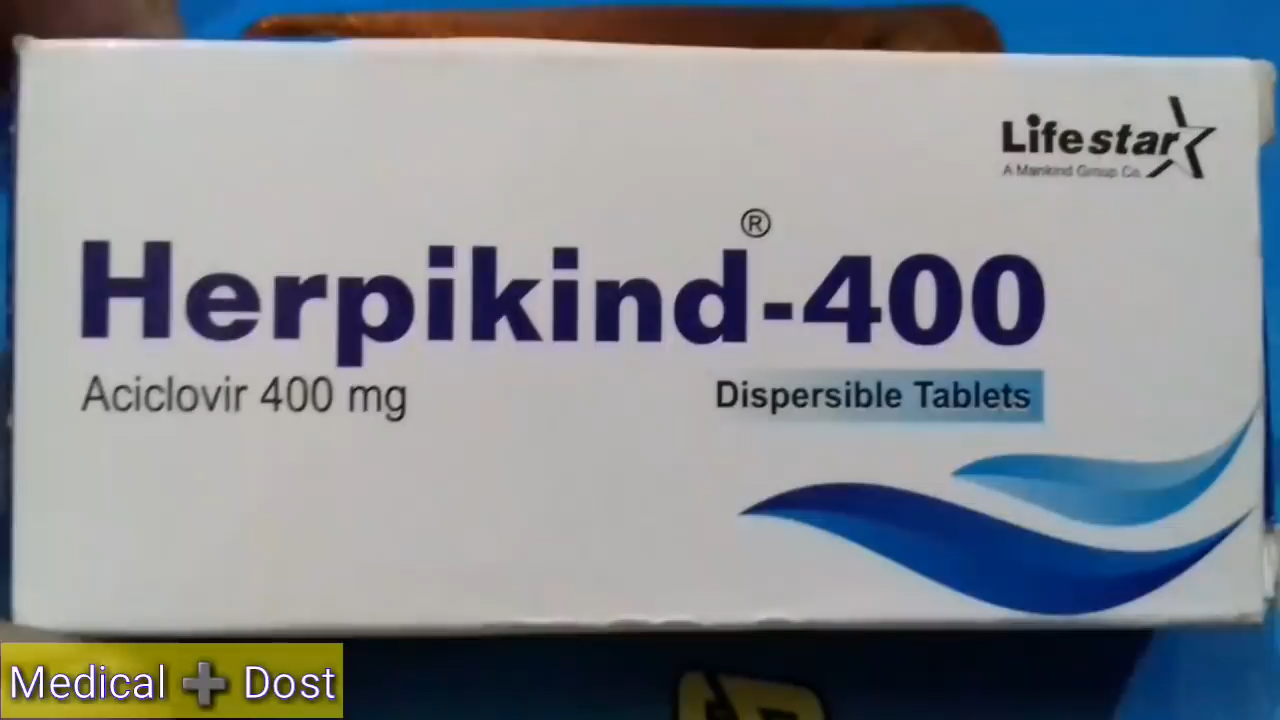 Lifestar
A Mankind Group Co.
Herpikind®-400
Aciclovir 400 mg
Dispersible Tablets
Medical ➕ Dost